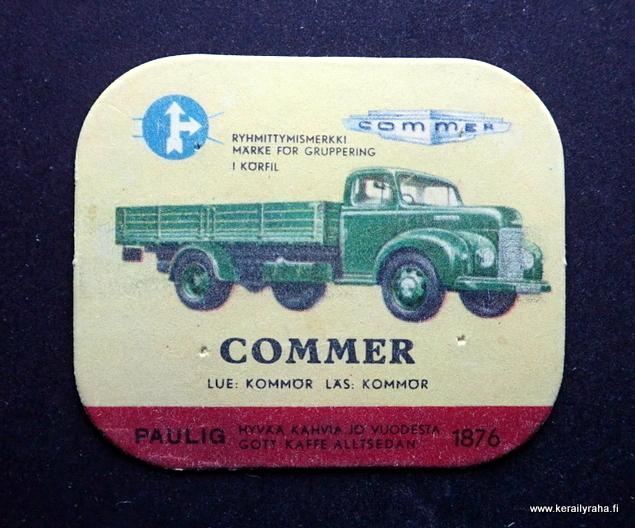 RYHMITTYMISMERKKI
MÄRKE FÖR GRUPPERING
I KÖRFIL
COMMER
COMMER
LUE: KOMMÖR LÄS: KOMMÖR
PAULIG
HYVÄÄ KAHVIA JO VUODESTA
GOTT KAFFE ALLTSEDAN
1876
www.kerailyraha.fi